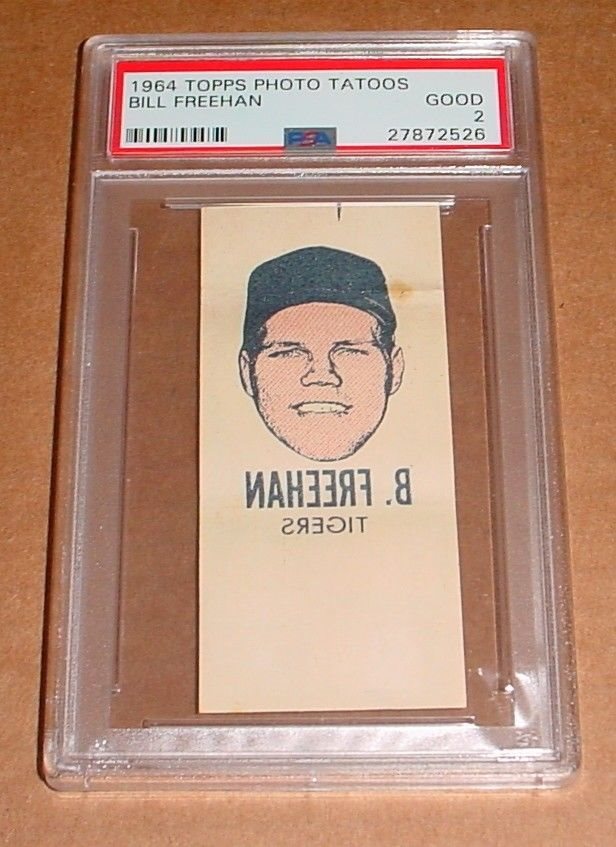 1964 TOPPS PHOTO TATOOS
BILL FREEHAN GOOD
2
PSA 27872526
B. FREEHAN
TIGERS